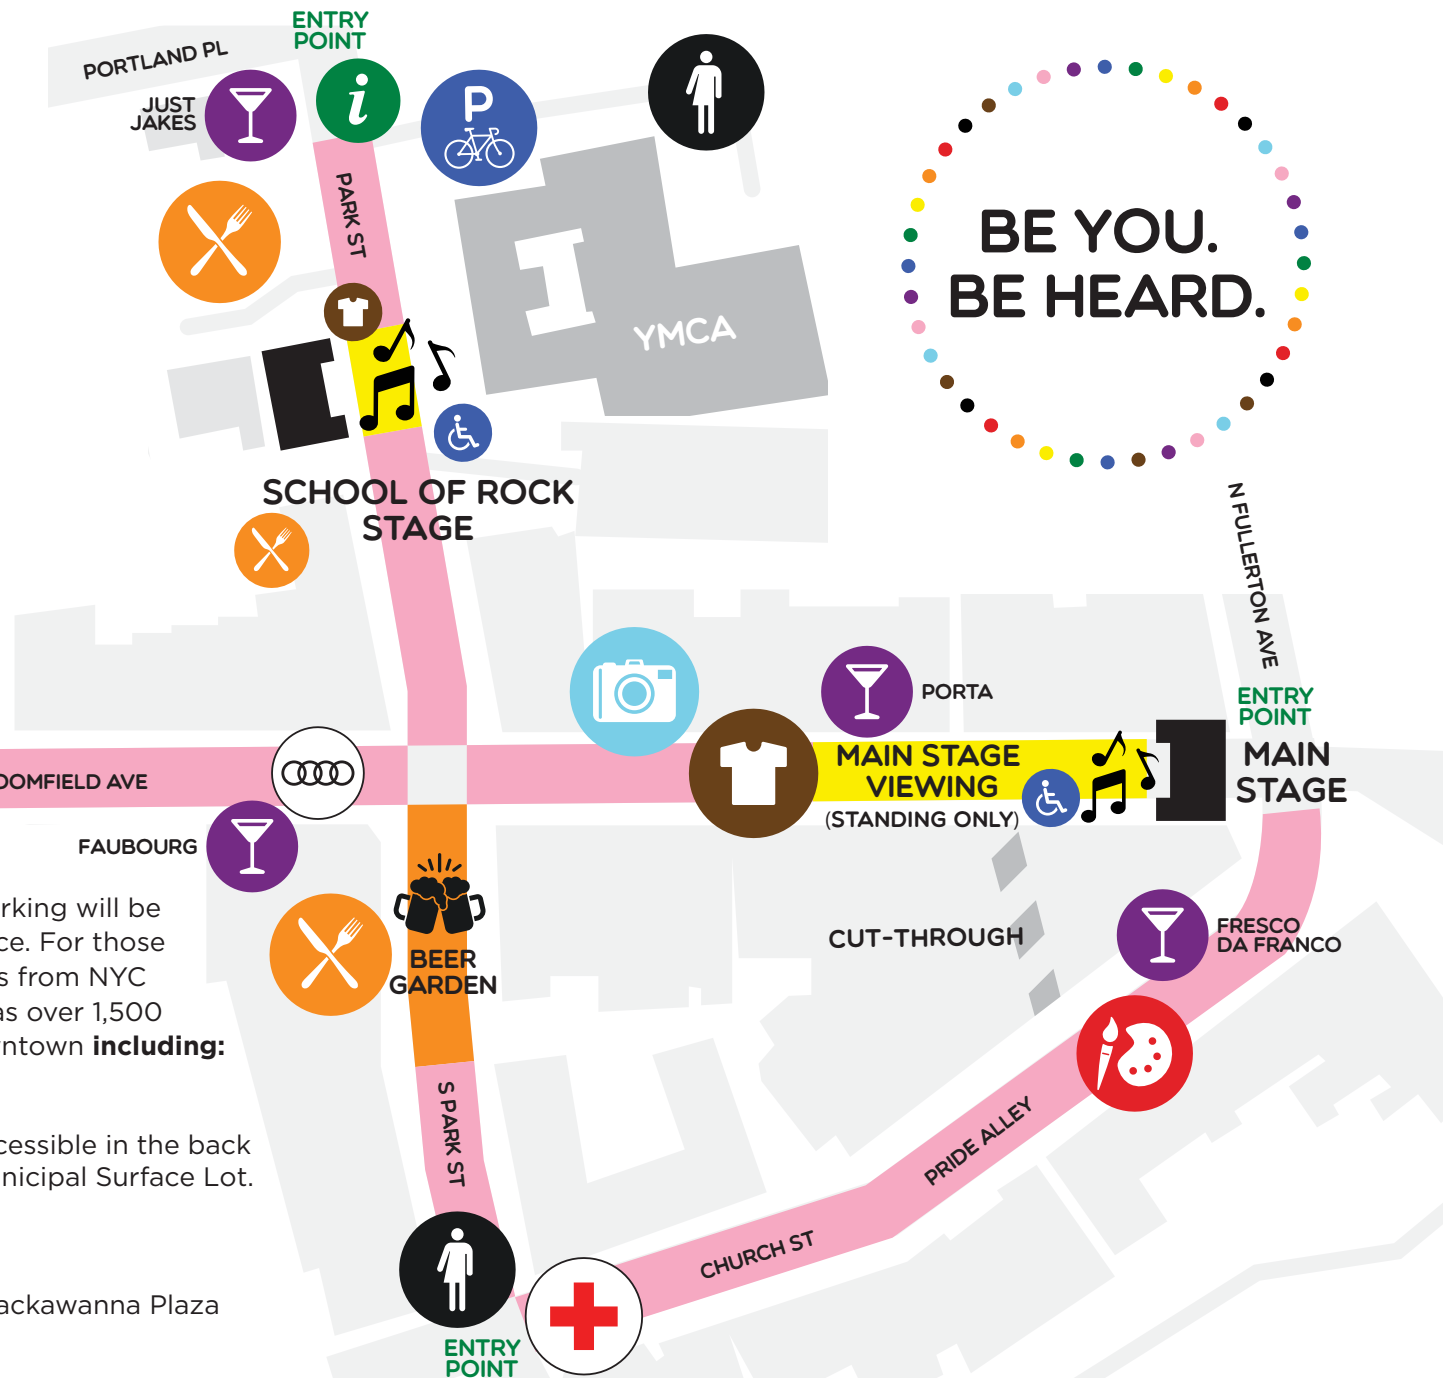 ENTRY
POINT
PORTLAND PL
JUST
JAKES
i
P
PARK ST
BE YOU.
BE HEARD.
YMCA
SCHOOL OF ROCK
STAGE
N FULLERTON AVE
PORTA
ENTRY
POINT
MAIN STAGE
VIEWING
(STANDING ONLY)
MAIN
STAGE
OOMFIELD AVE
FAUBOURG
rking will be
ce. For those
s from NYC
as over 1,500
ntown including:
BEER
GARDEN
CUT-THROUGH
FRESCO
DA FRANCO
S PARK ST
cessible in the back
nicipal Surface Lot.
PRIDE ALLEY
CHURCH ST
ackawanna Plaza
ENTRY
POINT